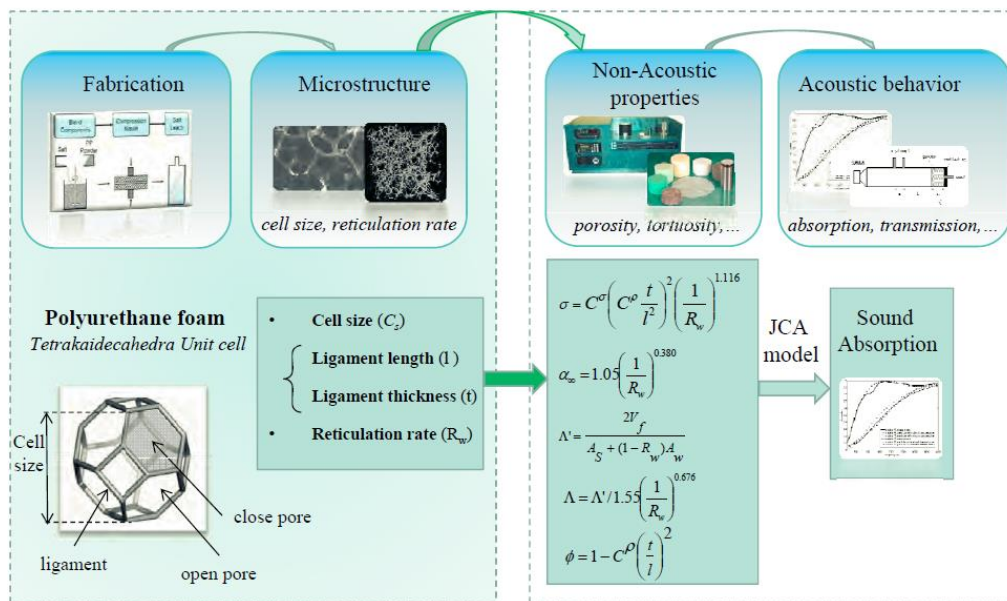 Fabrication
Microstructure
cell size, reticulation rate
Non-Acoustic
properties
porosity, tortuosity,...
Acoustic behavior
absorption, transmission,...
Polyurethane foam
Tetrakaidecahedra Unit cell
Cell
size
ligament
open pore
close pore
• Cell size (C_s)
Ligament length (l)
Ligament thickness (t)
• Reticulation rate (R_w)
σ = C^σ (C^ρ t/l²)² (1/R_w)^1.116
α_∞ = 1.05 (1/R_w)^0.380
Λ' = 2V_f / (A_S + (1 − R_w)A_w)
Λ = Λ'/1.55 (1/R_w)^0.676
ϕ = 1 − C^ρ (t/l)²
JCA
model
Sound
Absorption